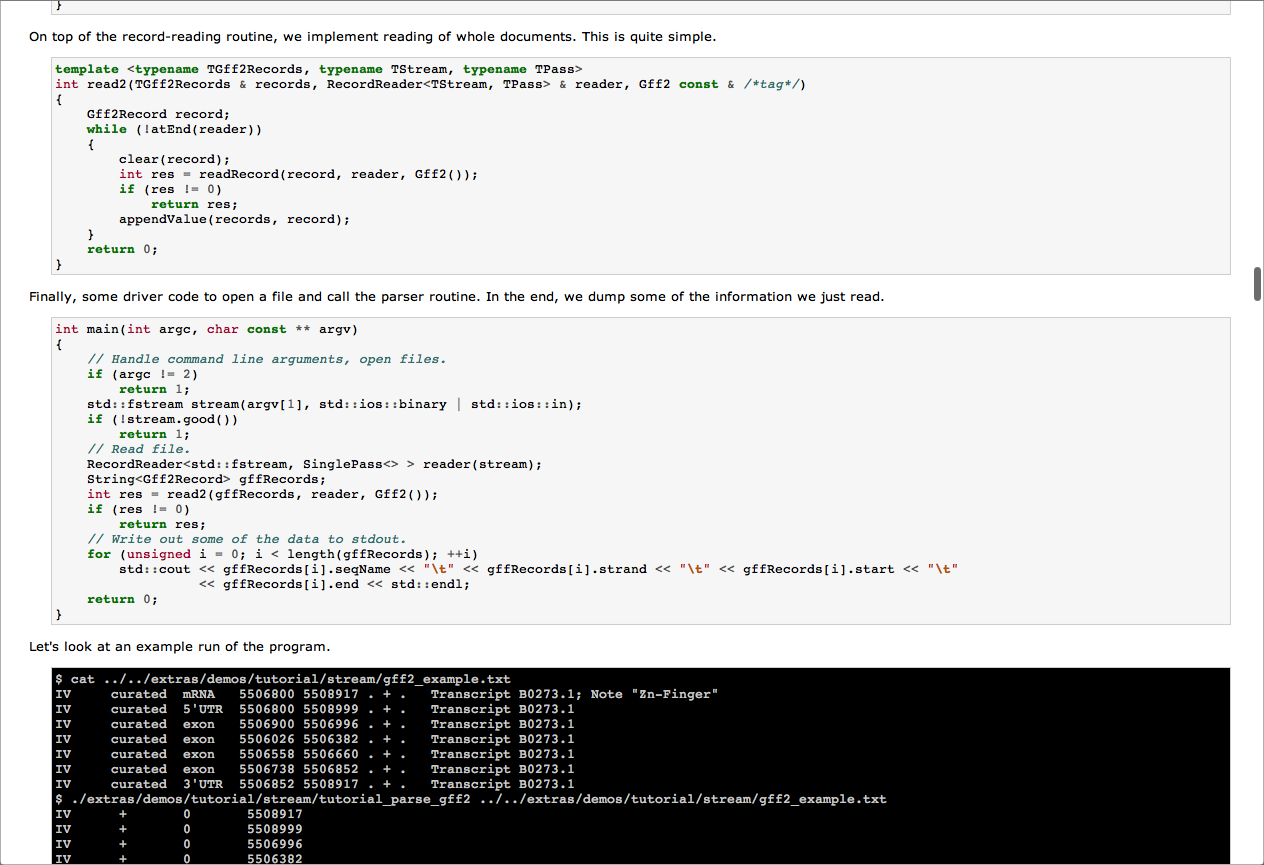 }
On top of the record-reading routine, we implement reading of whole documents. This is quite simple.
template <typename TGff2Records, typename TStream, typename TPass>
int read2(TGff2Records & records, RecordReader<TStream, TPass> & reader, Gff2 const & /*tag*/)
{
    Gff2Record record;
    while (!atEnd(reader))
    {
        clear(record);
        int res = readRecord(record, reader, Gff2());
        if (res != 0)
            return res;
        appendValue(records, record);
    }
    return 0;
}
Finally, some driver code to open a file and call the parser routine. In the end, we dump some of the information we just read.
int main(int argc, char const ** argv)
{
    // Handle command line arguments, open files.
    if (argc != 2)
        return 1;
    std::fstream stream(argv[1], std::ios::binary | std::ios::in);
    if (!stream.good())
        return 1;
    // Read file.
    RecordReader<std::fstream, SinglePass<> > reader(stream);
    String<Gff2Record> gffRecords;
    int res = read2(gffRecords, reader, Gff2());
    if (res != 0)
        return res;
    // Write out some of the data to stdout.
    for (unsigned i = 0; i < length(gffRecords); ++i)
        std::cout << gffRecords[i].seqName << "\t" << gffRecords[i].strand << "\t" << gffRecords[i].start << "\t"
                  << gffRecords[i].end << std::endl;
    return 0;
}
Let's look at an example run of the program.
$ cat ../../extras/demos/tutorial/stream/gff2_example.txt
IV     curated  mRNA   5506800 5508917 . + .   Transcript B0273.1; Note "Zn-Finger"
IV     curated  5'UTR  5506800 5508999 . + .   Transcript B0273.1
IV     curated  exon   5506900 5506996 . + .   Transcript B0273.1
IV     curated  exon   5506026 5506382 . + .   Transcript B0273.1
IV     curated  exon   5506558 5506660 . + .   Transcript B0273.1
IV     curated  exon   5506738 5506852 . + .   Transcript B0273.1
IV     curated  3'UTR  5506852 5508917 . + .   Transcript B0273.1
$ ./extras/demos/tutorial/stream/tutorial_parse_gff2 ../../extras/demos/tutorial/stream/gff2_example.txt
IV      +       0       5508917
IV      +       0       5508999
IV      +       0       5506996
IV      +       0       5506382